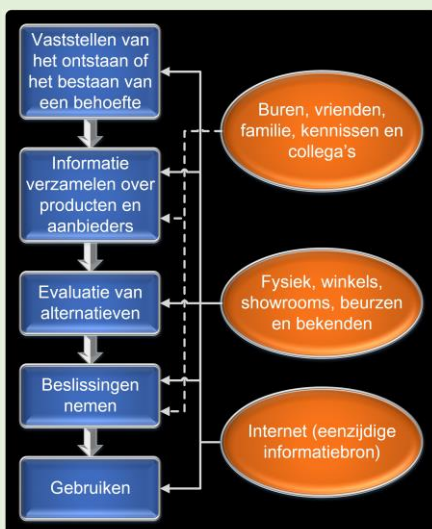 Vaststellen van
het ontstaan of
het bestaan van
een behoefte
Informatie
verzamelen over
producten en
aanbieders
Evaluatie van
alternatieven
Beslissingen
nemen
Gebruiken
Buren, vrienden,
familie, kennissen en
collega's
Fysiek, winkels,
showrooms, beurzen
en bekenden
Internet (eenzijdige
informatiebron)